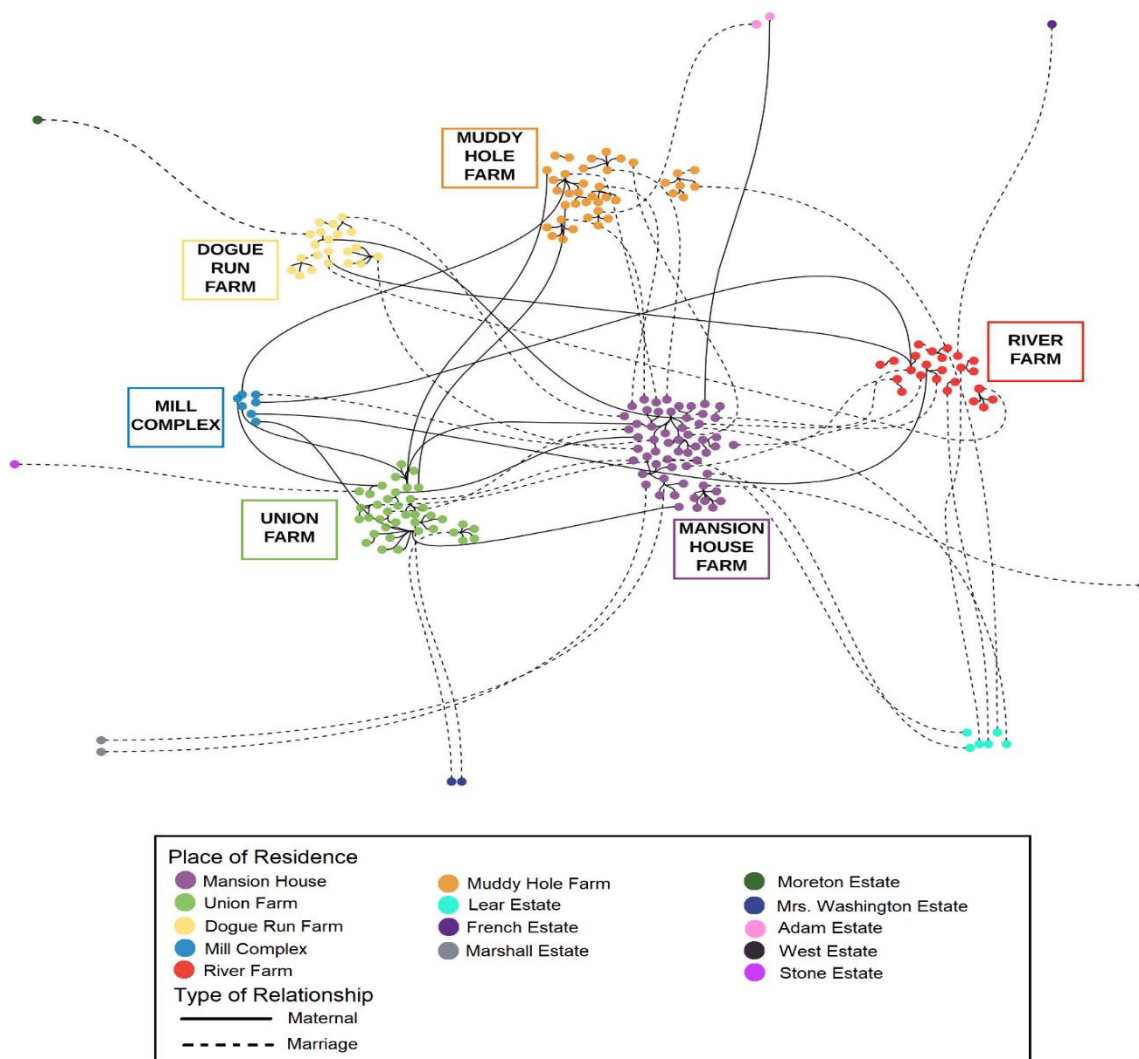 MUDDY
HOLE
FARM
DOGUE
RUN
FARM
RIVER
FARM
MILL
COMPLEX
UNION
FARM
MANSION
HOUSE
FARM
Place of Residence
Mansion House
Union Farm
Dogue Run Farm
Mill Complex
River Farm
Muddy Hole Farm
Lear Estate
French Estate
Marshall Estate
Moreton Estate
Mrs. Washington Estate
Adam Estate
West Estate
Stone Estate
Type of Relationship
Maternal
Marriage